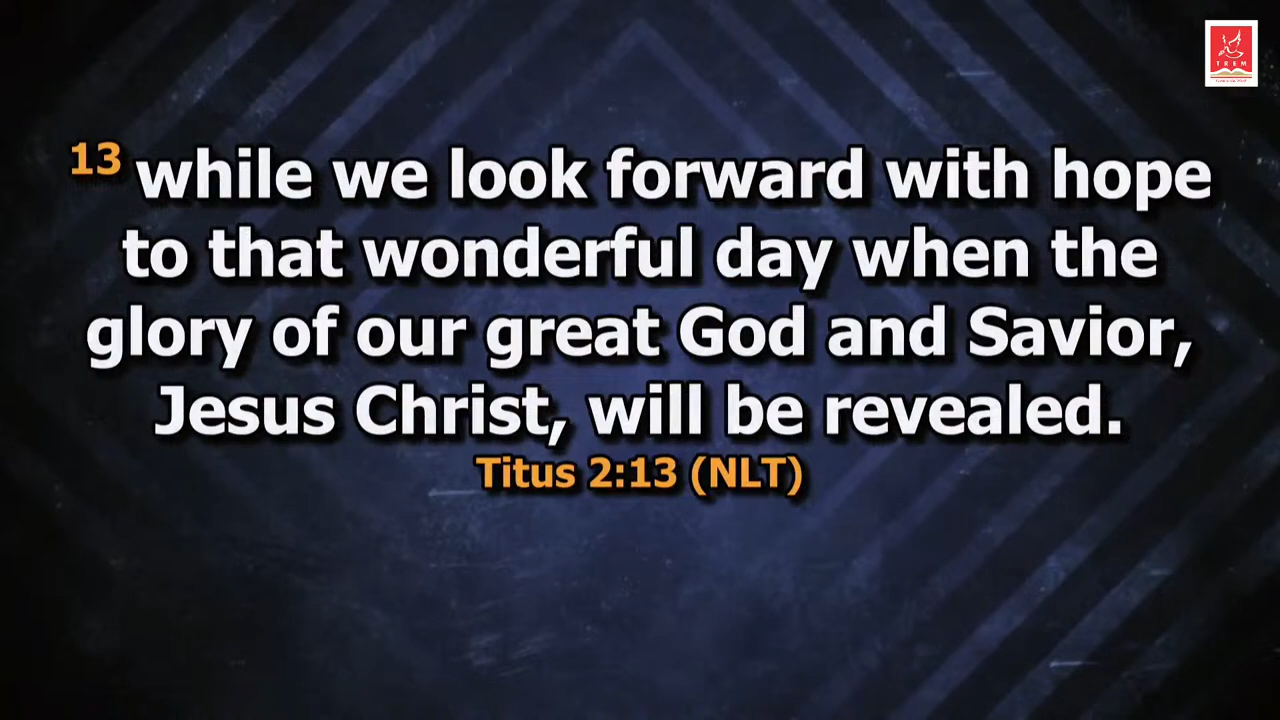 TREM
13 while we look forward with hope
to that wonderful day when the
glory of our great God and Savior,
Jesus Christ, will be revealed.
Titus 2:13 (NLT)